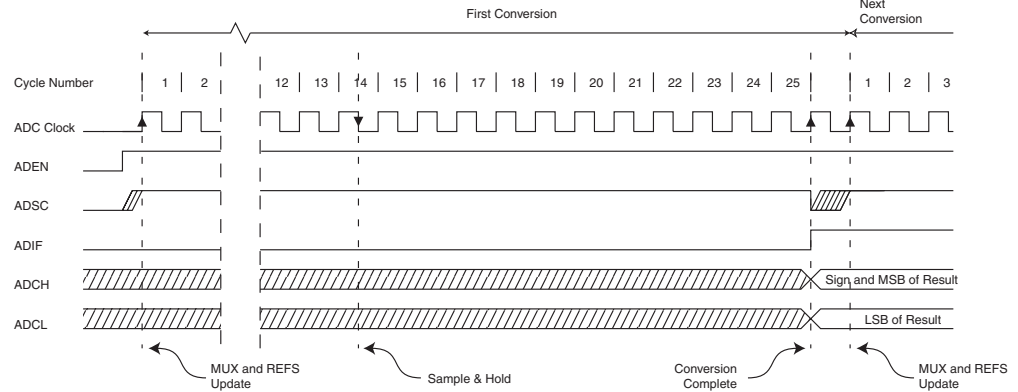 First Conversion
Next
Conversion
Cycle Number 1 2 12 13 14 15 16 17 18 19 20 21 22 23 24 25 1 2 3
ADC Clock
ADEN
ADSC
ADIF
ADCH Sign and MSB of Result
ADCL LSB of Result
MUX and REFS
Update
Sample & Hold
Conversion
Complete
MUX and REFS
Update